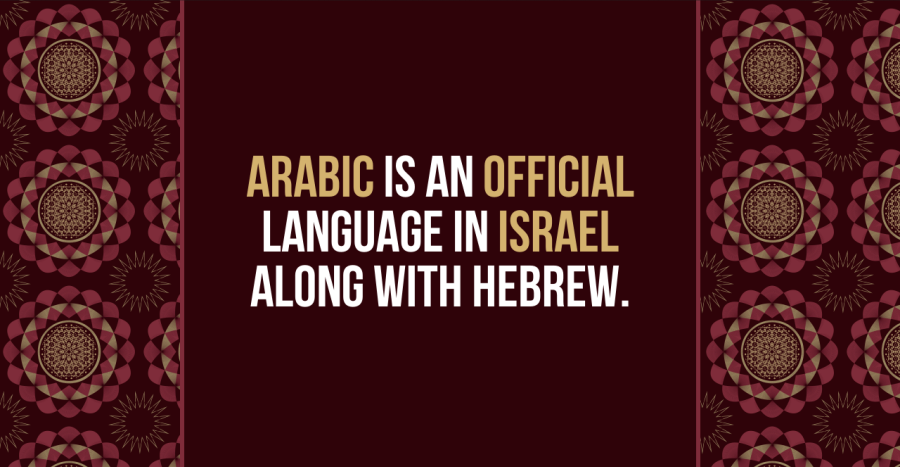 ARABIC IS AN OFFICIAL
LANGUAGE IN ISRAEL
ALONG WITH HEBREW.